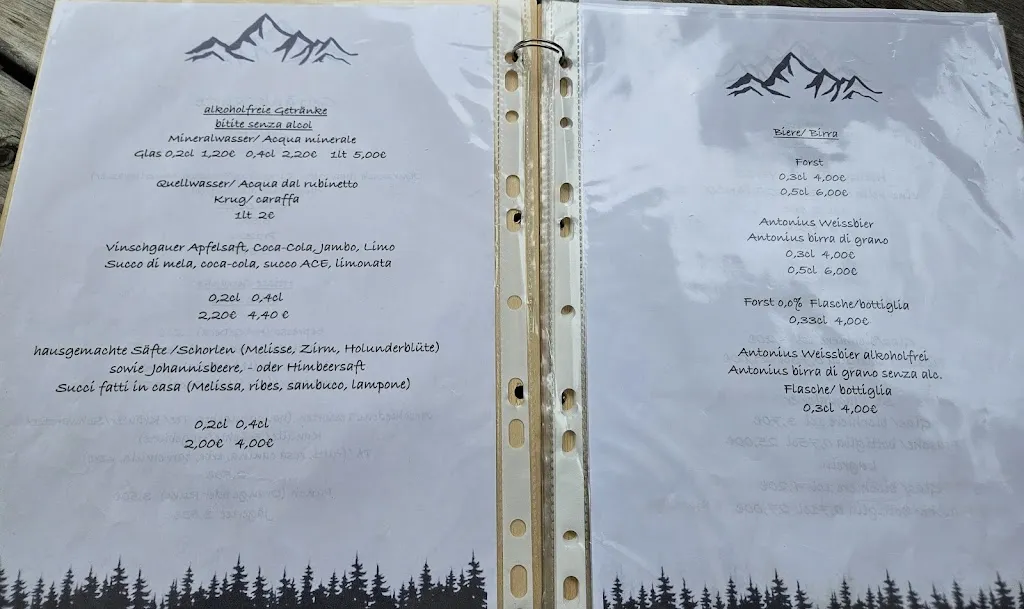 alkoholfreie Getränke
bitite senza alcol
Mineralwasser/ Acqua minerale
Glas 0,2cl 1,20€ 0,4cl 2,20€ 1lt 5,00€
Quellwasser/ Acqua dal rubinetto
Krug/ caraffa
1lt 2€
Vinschgauer Apfelsaft, Coca-Cola, Jambo, Limo
Succo di mela, coca-cola, succo ACE, limonata
0,2cl 0,4cl
2,20€ 4,40 €
hausgemachte Säfte /Schorlen (Melisse, Zirm, Holunderblüte)
sowie Johannisbeere, - oder Himbeersaft
Succi fatti in casa (Melissa, ribes, sambuco, lampone)
0,2cl 0,4cl
2,00€ 4,00€
Biere/ Birra
Forst
0,3cl 4,00€
0,5cl 6,00€
Antonius Weissbier
Antonius birra di grano
0,3cl 4,00€
0,5cl 6,00€
Forst 0,0% Flasche/bottiglia
0,33cl 4,00€
Antonius Weissbier alkoholfrei
Antonius birra di grano senza alc.
Flasche/ bottiglia
0,3cl 4,00€